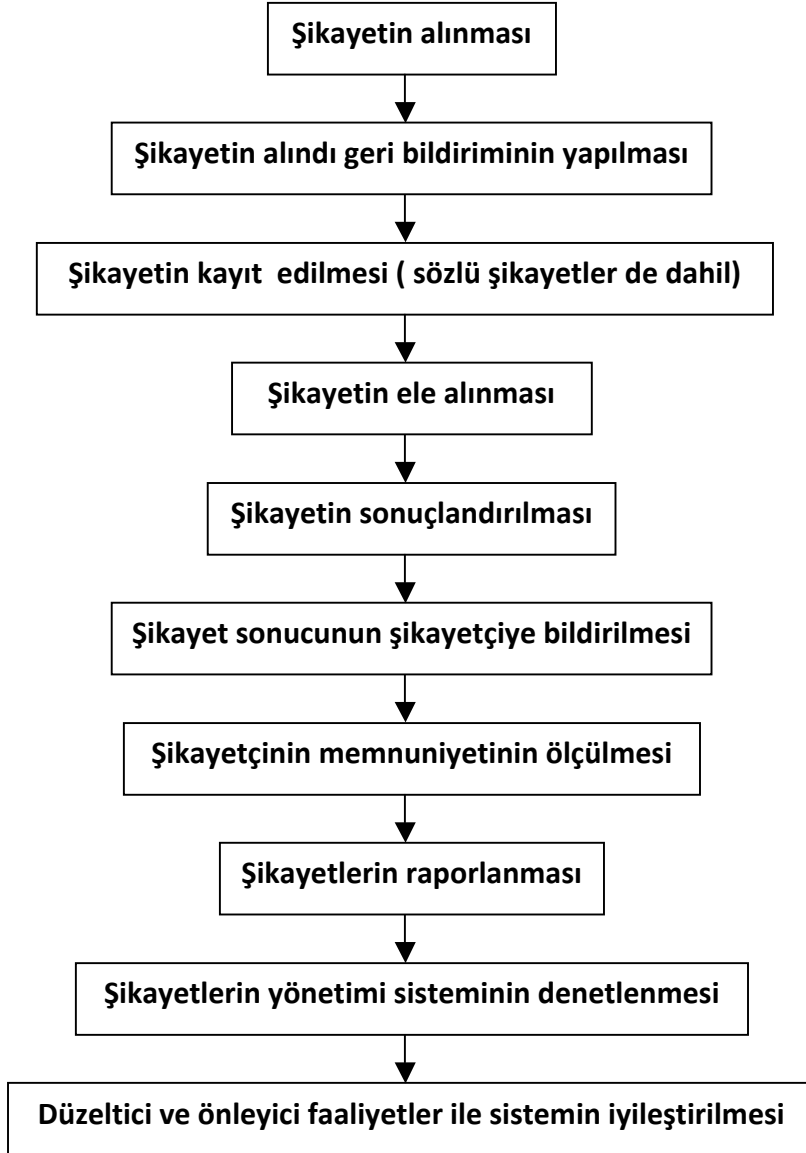 Şikayetin alınması
Şikayetin alındı geri bildiriminin yapılması
Şikayetin kayıt  edilmesi ( sözlü şikayetler de dahil)
Şikayetin ele alınması
Şikayetin sonuçlandırılması
Şikayet sonucunun şikayetçiye bildirilmesi
Şikayetçinin memnuniyetinin ölçülmesi
Şikayetlerin raporlanması
Şikayetlerin yönetimi sisteminin denetlenmesi
Düzeltici ve önleyici faaliyetler ile sistemin iyileştirilmesi